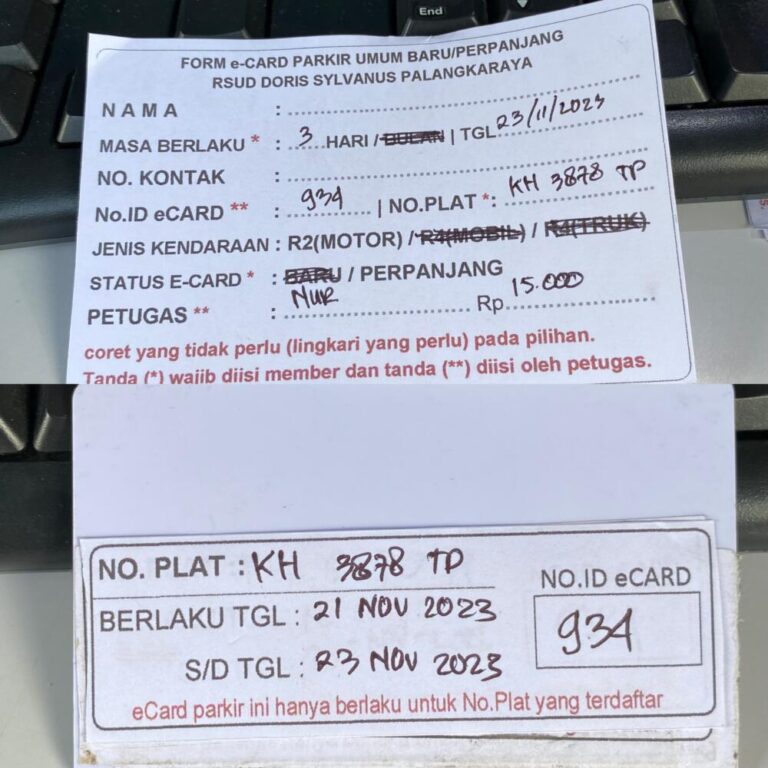 End
FORM e-CARD PARKIR UMUM BARU/PERPANJANG
RSUD DORIS SYLVANUS PALANGKARAYA
NAMA :
MASA BERLAKU * : 3 HARI / BULAN | TGL 23/11/2023
NO. KONTAK :
No.ID eCARD ** : 934 | NO.PLAT *: KH 3878 TP
JENIS KENDARAAN : R2(MOTOR) / R4(MOBIL) / R4(TRUK)
STATUS E-CARD * : BARU / PERPANJANG
PETUGAS ** : NUR Rp 15.000
coret yang tidak perlu (lingkari yang perlu) pada pilihan.
Tanda (*) wajib diisi member dan tanda (**) diisi oleh petugas.
NO. PLAT : KH 3878 TP
NO.ID eCARD
BERLAKU TGL : 21 NOV 2023
934
S/D TGL : 23 NOV 2023
eCard parkir ini hanya berlaku untuk No.Plat yang terdaftar